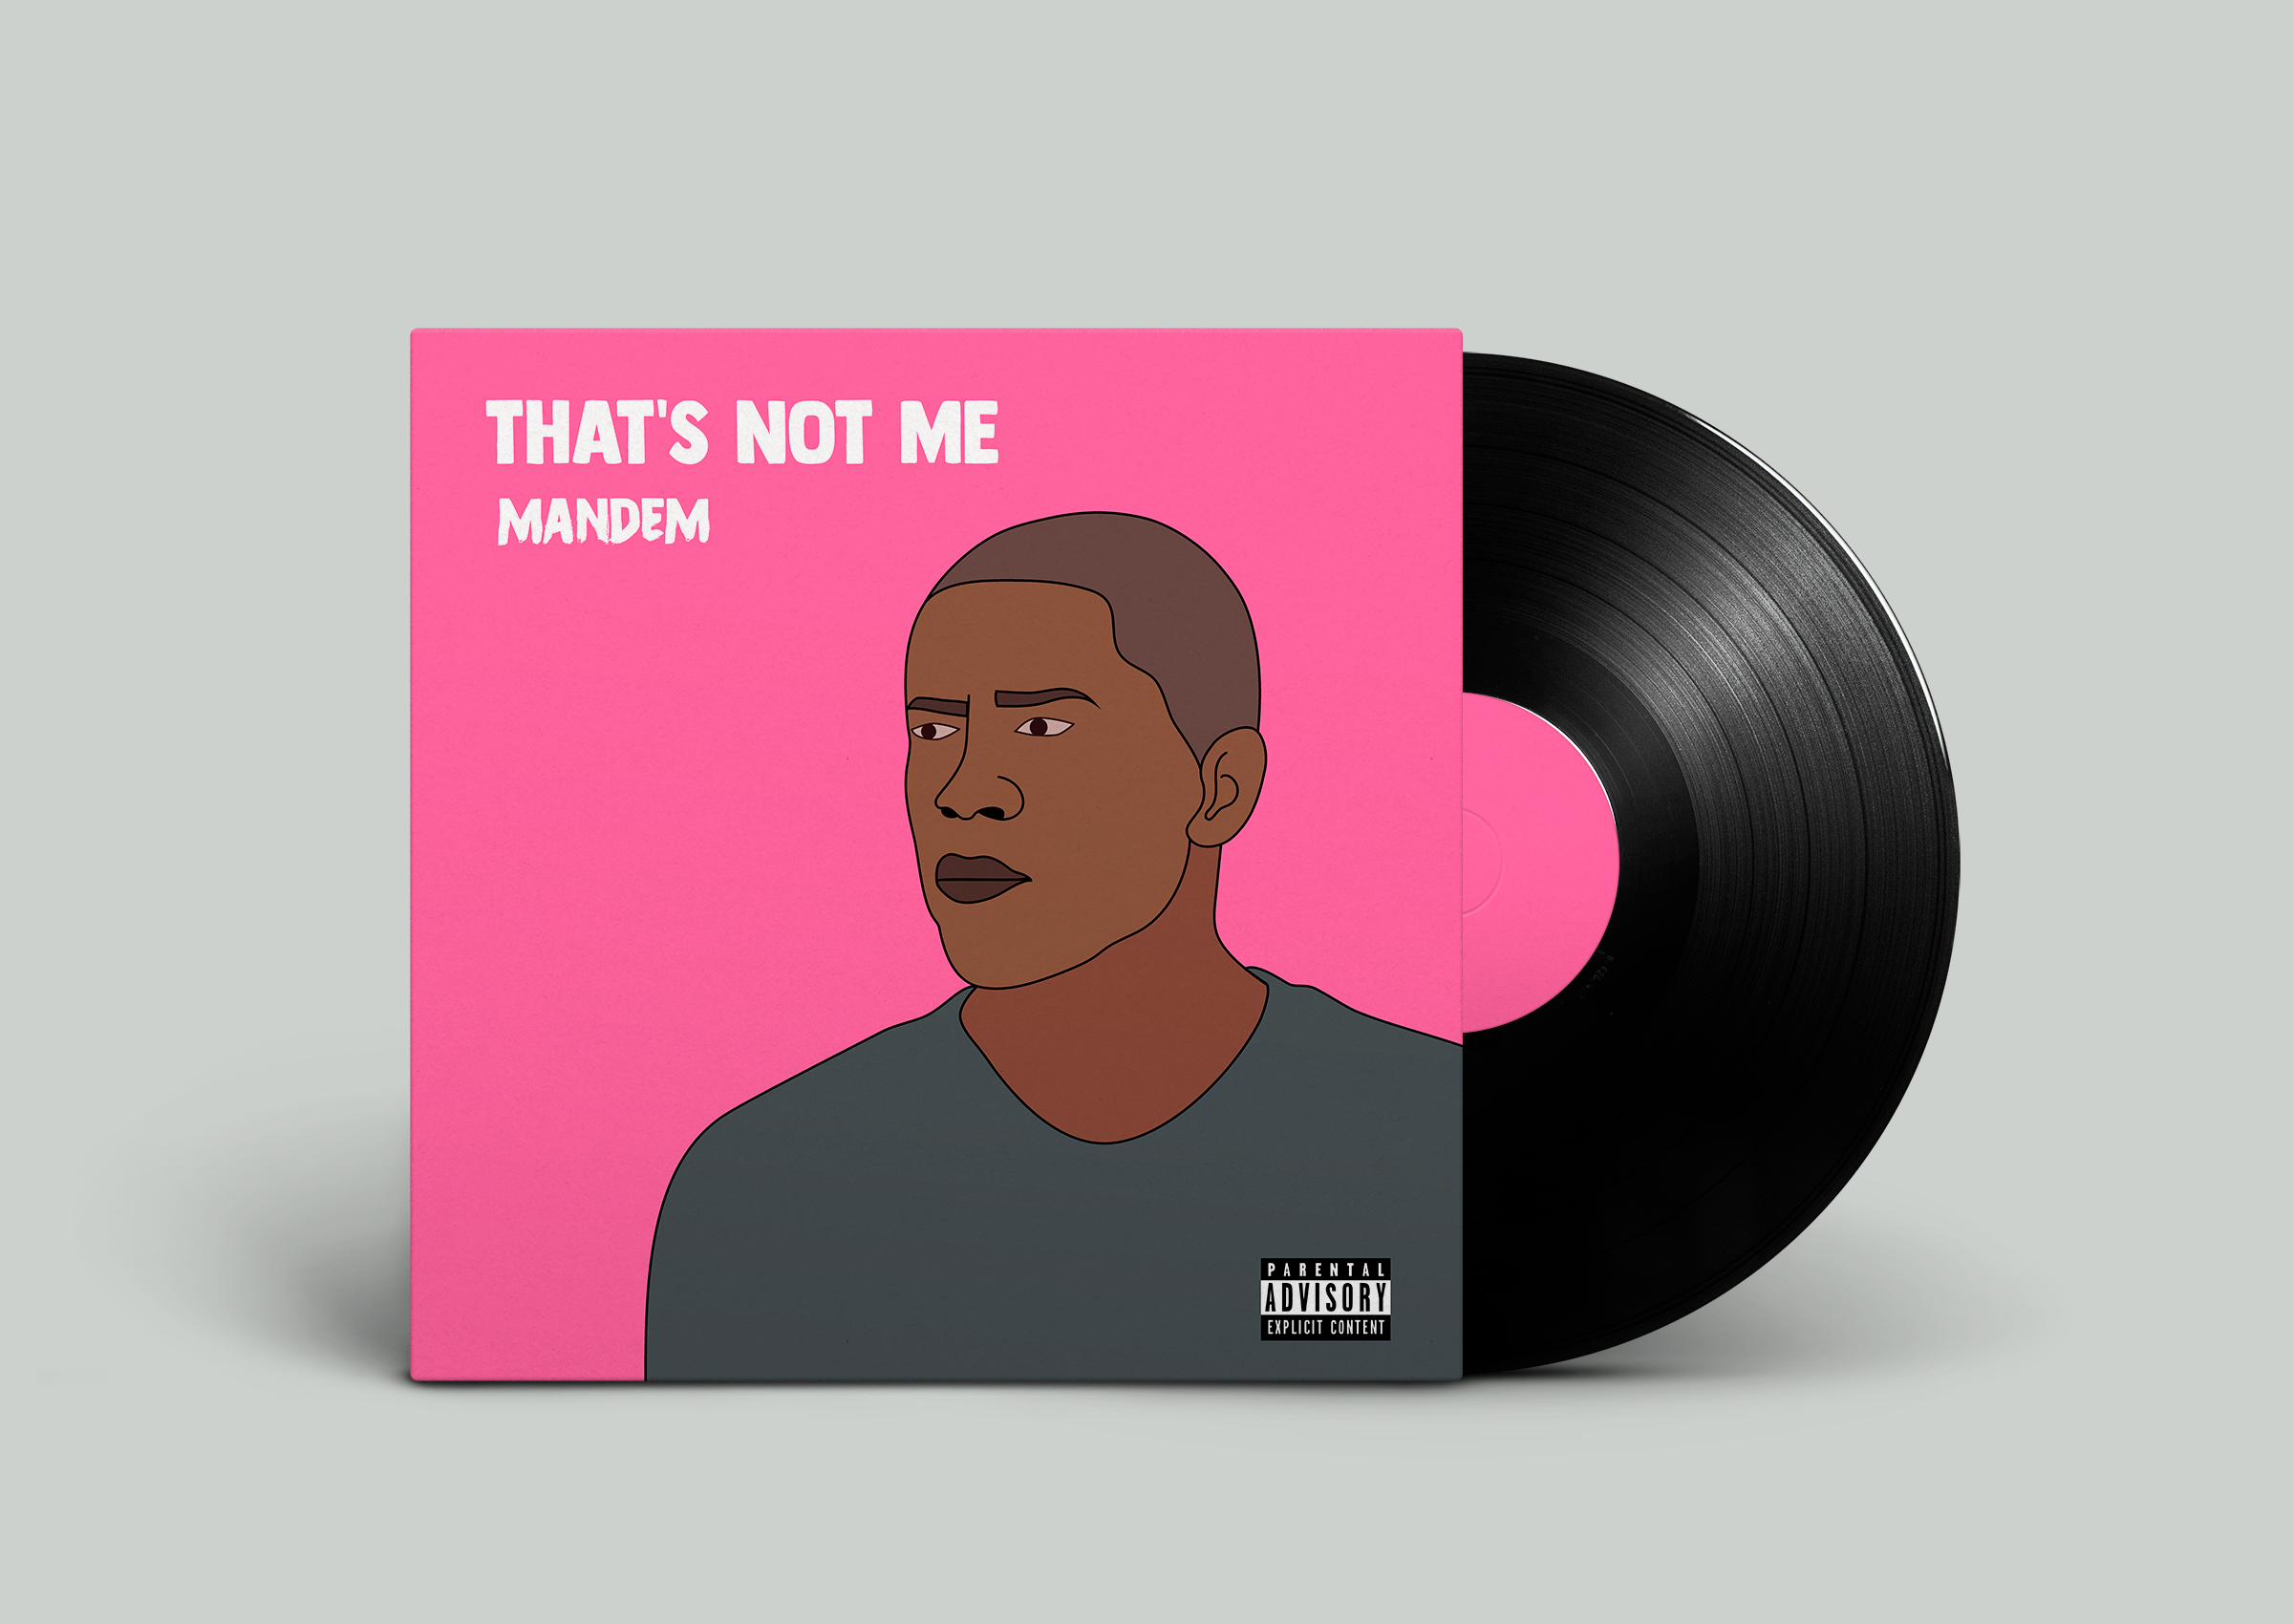 THAT'S NOT ME
MANDEM
PARENTAL
ADVISORY
EXPLICIT CONTENT